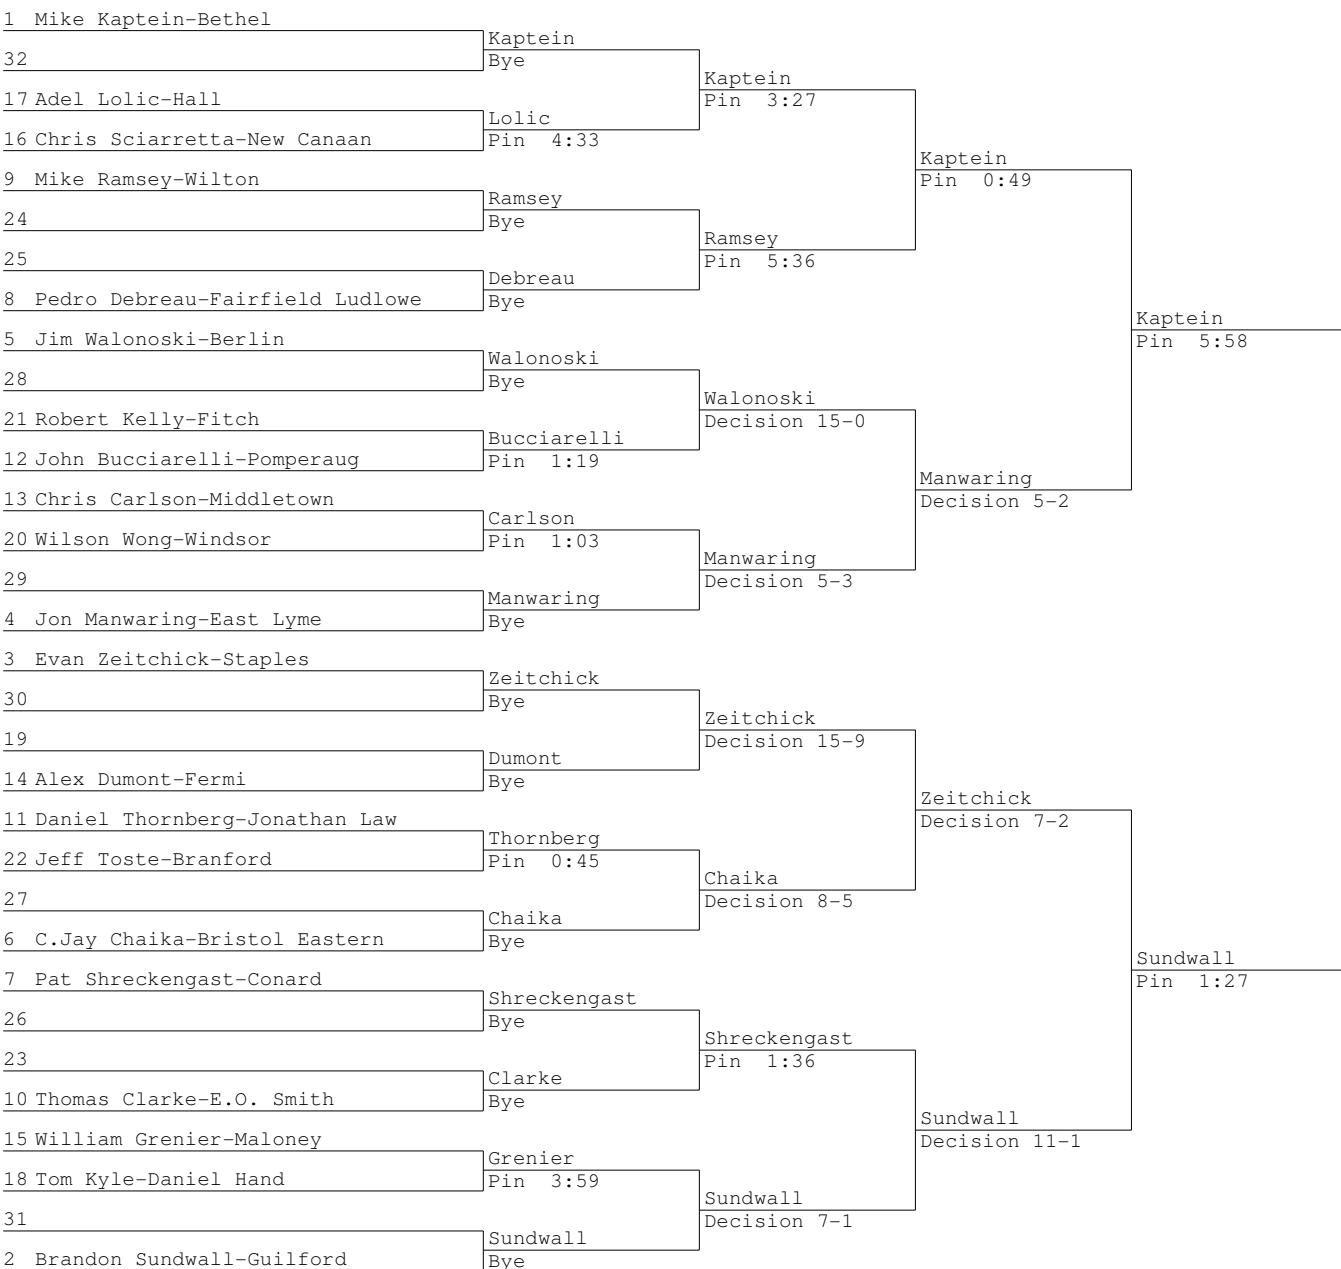 1 Mike Kaptein-Bethel
32
17 Adel Lolic-Hall
16 Chris Sciarretta-New Canaan
9 Mike Ramsey-Wilton
24
25
8 Pedro Debreau-Fairfield Ludlowe
5 Jim Walonoski-Berlin
28
21 Robert Kelly-Fitch
12 John Bucciarelli-Pomperaug
13 Chris Carlson-Middletown
20 Wilson Wong-Windsor
29
4 Jon Manwaring-East Lyme
3 Evan Zeitchick-Staples
30
19
14 Alex Dumont-Fermi
11 Daniel Thornberg-Jonathan Law
22 Jeff Toste-Branford
27
6 C.Jay Chaika-Bristol Eastern
7 Pat Shreckengast-Conard
26
23
10 Thomas Clarke-E.O. Smith
15 William Grenier-Maloney
18 Tom Kyle-Daniel Hand
31
2 Brandon Sundwall-Guilford
Kaptein
Bye
Lolic
Pin 4:33
Ramsey
Bye
Debreau
Bye
Walonoski
Bye
Bucciarelli
Pin 1:19
Carlson
Pin 1:03
Manwaring
Bye
Zeitchick
Bye
Dumont
Bye
Thornberg
Pin 0:45
Chaika
Bye
Shreckengast
Bye
Clarke
Bye
Grenier
Pin 3:59
Sundwall
Bye
Kaptein
Pin 3:27
Ramsey
Pin 5:36
Walonoski
Decision 15-0
Manwaring
Decision 5-3
Zeitchick
Decision 15-9
Chaika
Decision 8-5
Shreckengast
Pin 1:36
Sundwall
Decision 7-1
Kaptein
Pin 0:49
Manwaring
Decision 5-2
Zeitchick
Decision 7-2
Sundwall
Decision 11-1
Kaptein
Pin 5:58
Sundwall
Pin 1:27